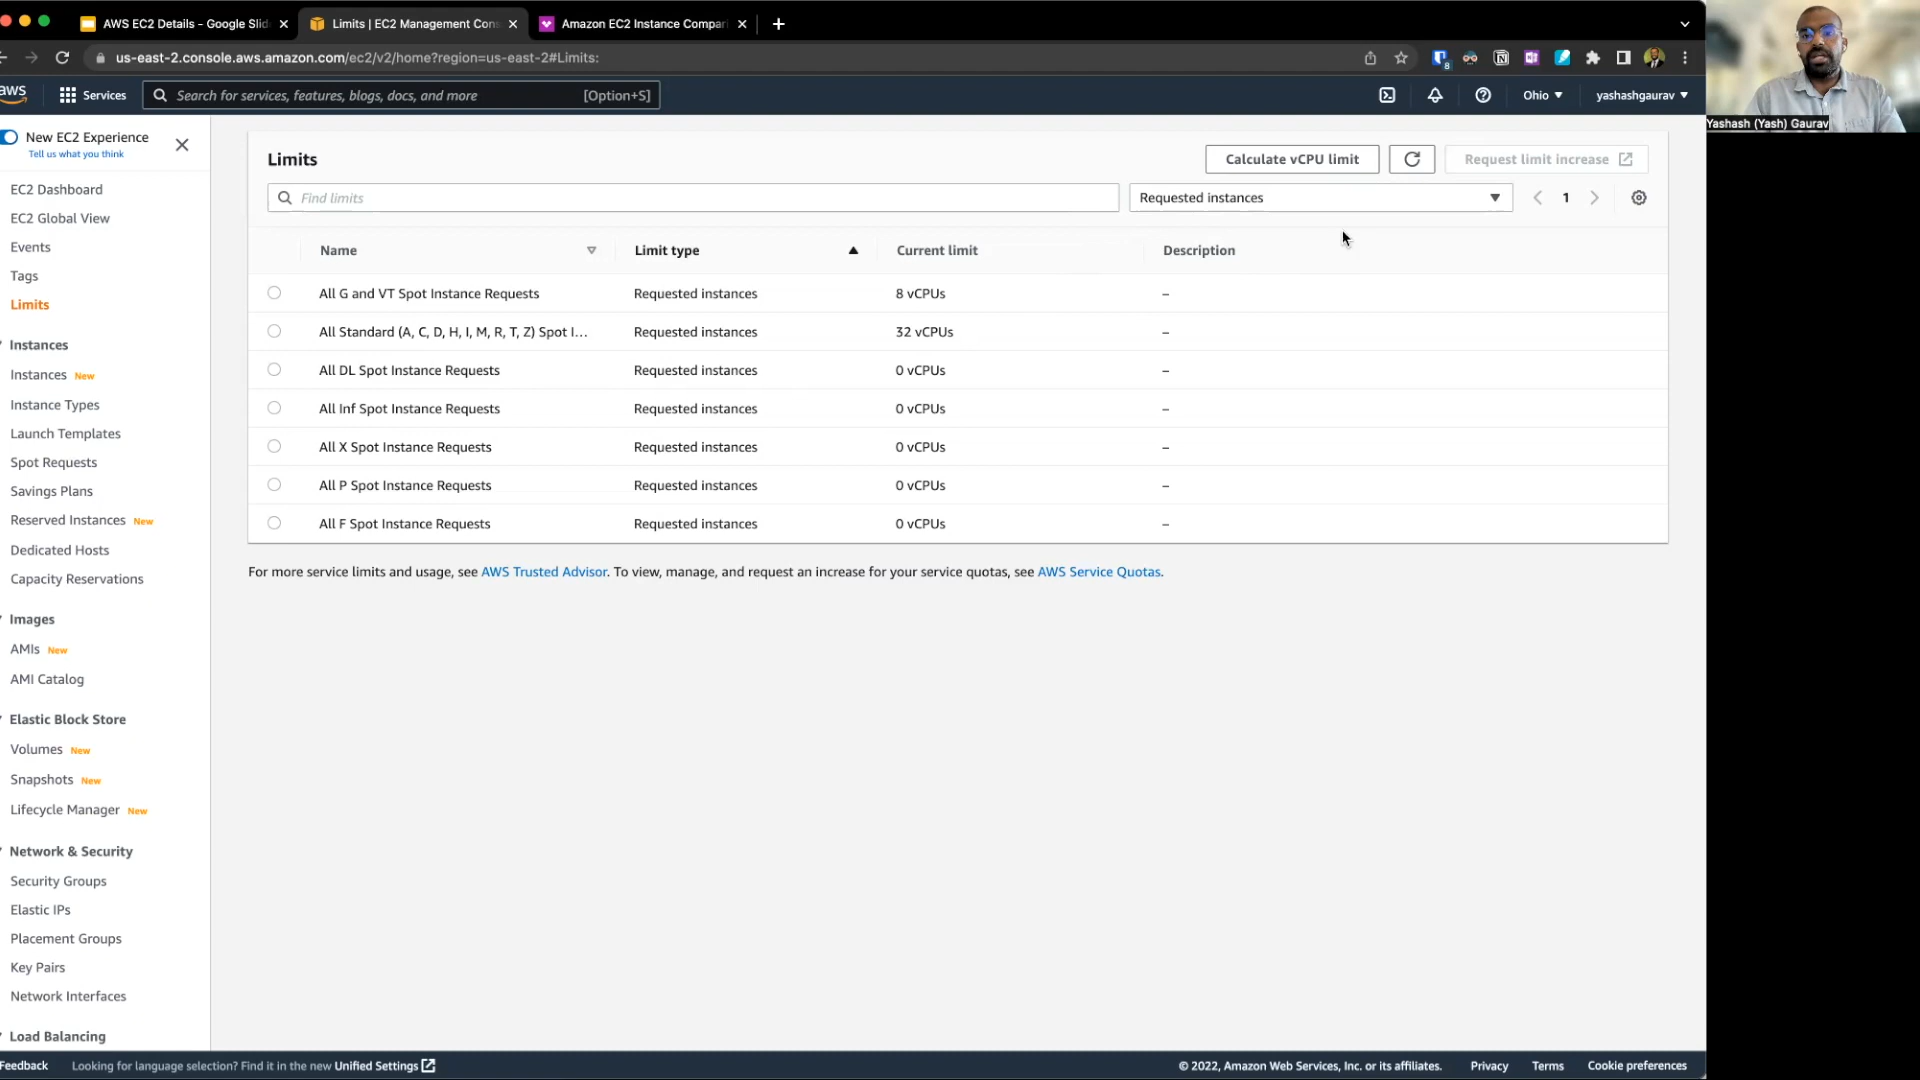 AWS EC2 Details - Google Slid
Limits | EC2 Management Con
Amazon EC2 Instance Compari
us-east-2.console.aws.amazon.com/ec2/v2/home?region=us-east-2#Limits:
8
aws
Services
Search for services, features, blogs, docs, and more
[Option+S]
Ohio
yashashgaurav
Yashash (Yash) Gaurav
New EC2 Experience
Tell us what you think
EC2 Dashboard
EC2 Global View
Events
Tags
Limits
Instances
Instances New
Instance Types
Launch Templates
Spot Requests
Savings Plans
Reserved Instances New
Dedicated Hosts
Capacity Reservations
Images
AMIs New
AMI Catalog
Elastic Block Store
Volumes New
Snapshots New
Lifecycle Manager New
Network & Security
Security Groups
Elastic IPs
Placement Groups
Key Pairs
Network Interfaces
Load Balancing
Limits
Calculate vCPU limit
Request limit increase
Find limits
Requested instances
1
Name Limit type Current limit Description
All G and VT Spot Instance Requests Requested instances 8 vCPUs –
All Standard (A, C, D, H, I, M, R, T, Z) Spot I... Requested instances 32 vCPUs –
All DL Spot Instance Requests Requested instances 0 vCPUs –
All Inf Spot Instance Requests Requested instances 0 vCPUs –
All X Spot Instance Requests Requested instances 0 vCPUs –
All P Spot Instance Requests Requested instances 0 vCPUs –
All F Spot Instance Requests Requested instances 0 vCPUs –
For more service limits and usage, see AWS Trusted Advisor. To view, manage, and request an increase for your service quotas, see AWS Service Quotas.
Feedback
Looking for language selection? Find it in the new Unified Settings
© 2022, Amazon Web Services, Inc. or its affiliates.
Privacy
Terms
Cookie preferences